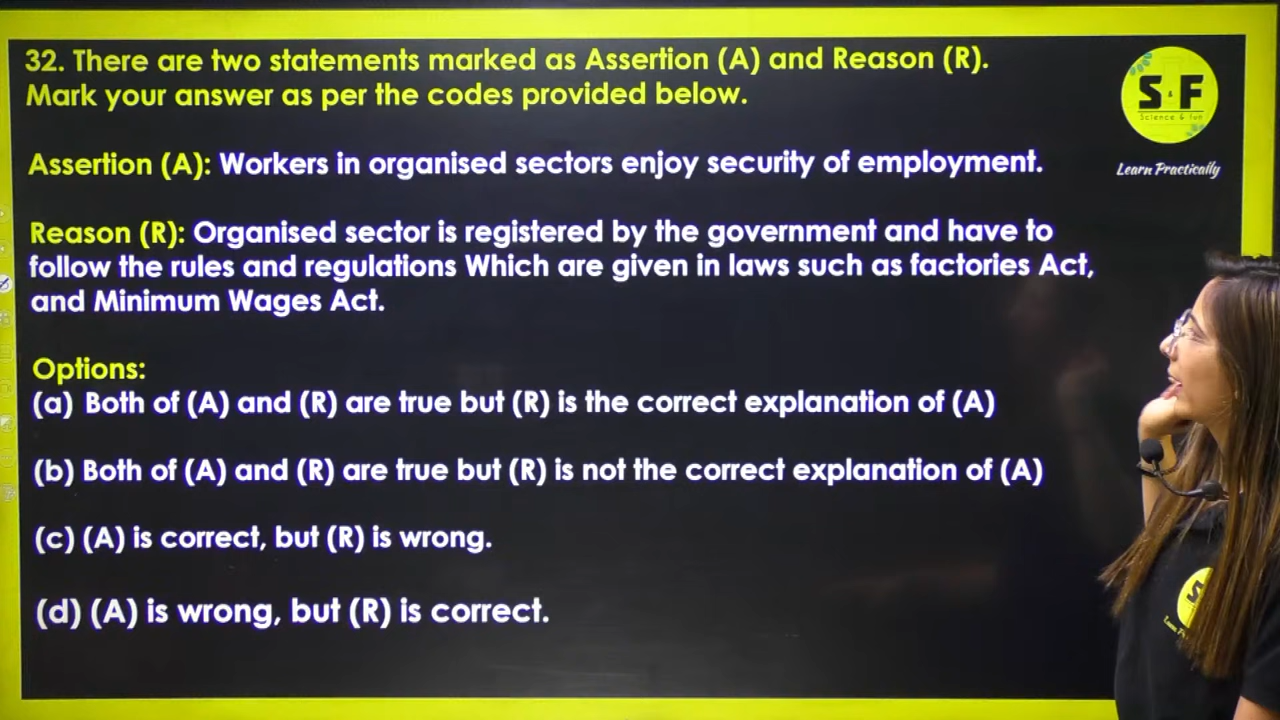 32. There are two statements marked as Assertion (A) and Reason (R).
Mark your answer as per the codes provided below.
S & F
Science & fun
Learn Practically
Assertion (A): Workers in organised sectors enjoy security of employment.
Reason (R): Organised sector is registered by the government and have to
follow the rules and regulations Which are given in laws such as factories Act,
and Minimum Wages Act.
Options:
(a) Both of (A) and (R) are true but (R) is the correct explanation of (A)
(b) Both of (A) and (R) are true but (R) is not the correct explanation of (A)
(c) (A) is correct, but (R) is wrong.
(d) (A) is wrong, but (R) is correct.